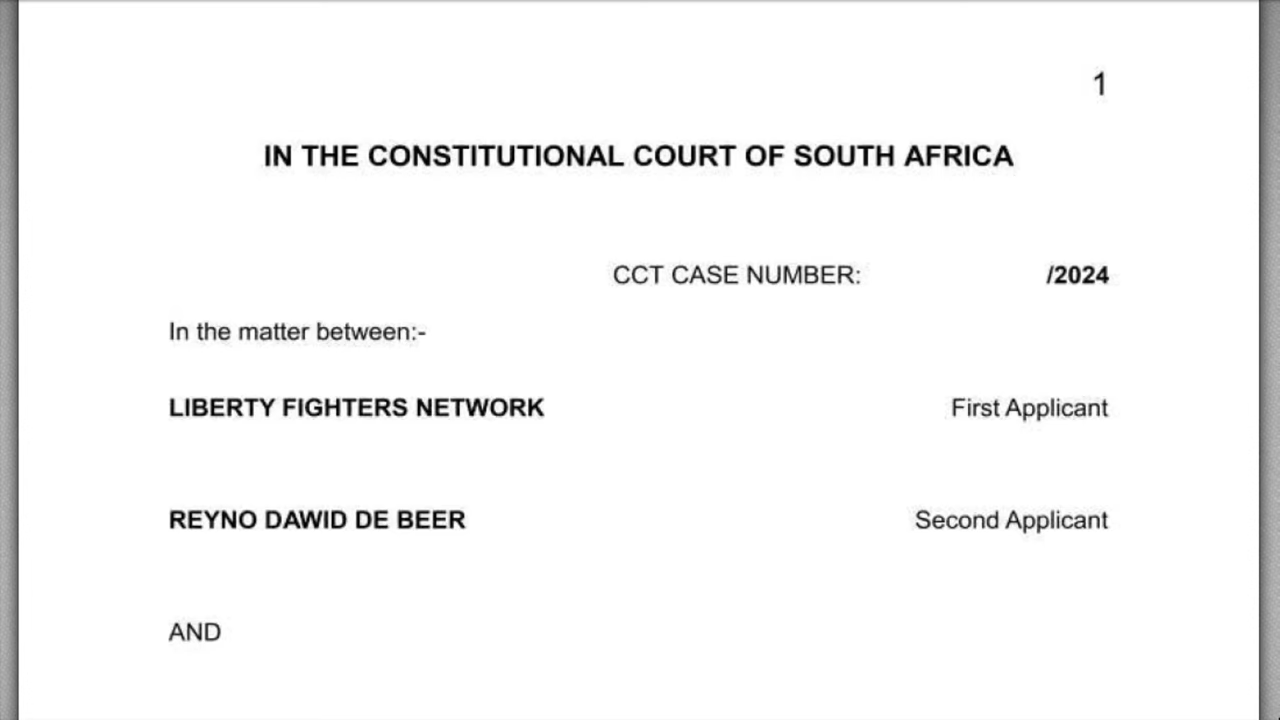 1
IN THE CONSTITUTIONAL COURT OF SOUTH AFRICA
CCT CASE NUMBER: /2024
In the matter between:-
LIBERTY FIGHTERS NETWORK First Applicant
REYNO DAWID DE BEER Second Applicant
AND